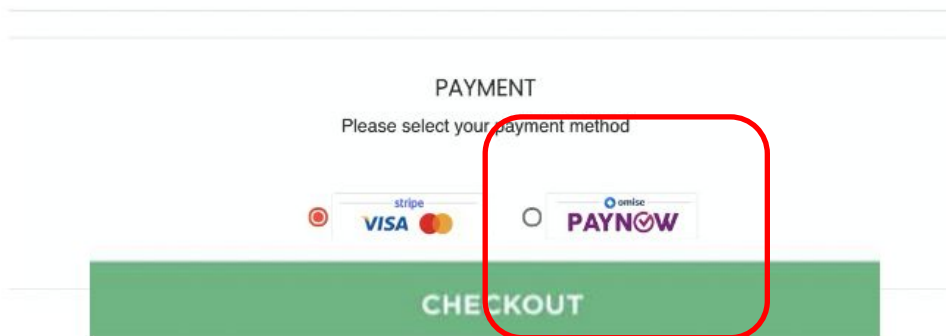 PAYMENT
Please select your payment method
stripe
VISA
omise
PAYNOW
CHECKOUT